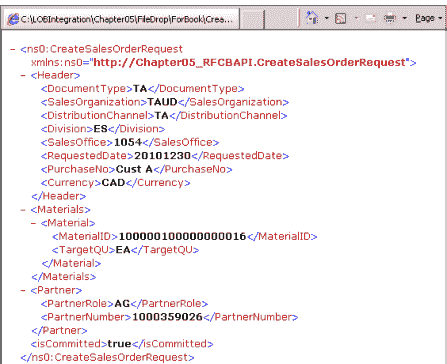 C:\LOBIntegration\Chapter05\FileDrop\ForBook\Crea...
Page
- <ns0:CreateSalesOrderRequest
xmlns:ns0="http://Chapter05_RFCBAPI.CreateSalesOrderRequest">
- <Header>
<DocumentType>TA</DocumentType>
<SalesOrganization>TAUD</SalesOrganization>
<DistributionChannel>TA</DistributionChannel>
<Division>ES</Division>
<SalesOffice>1054</SalesOffice>
<RequestedDate>20101230</RequestedDate>
<PurchaseNo>Cust A</PurchaseNo>
<Currency>CAD</Currency>
</Header>
- <Materials>
- <Material>
<MaterialID>100000100000000016</MaterialID>
<TargetQU>EA</TargetQU>
</Material>
</Materials>
- <Partner>
<PartnerRole>AG</PartnerRole>
<PartnerNumber>1000359026</PartnerNumber>
</Partner>
<isCommitted>true</isCommitted>
</ns0:CreateSalesOrderRequest>